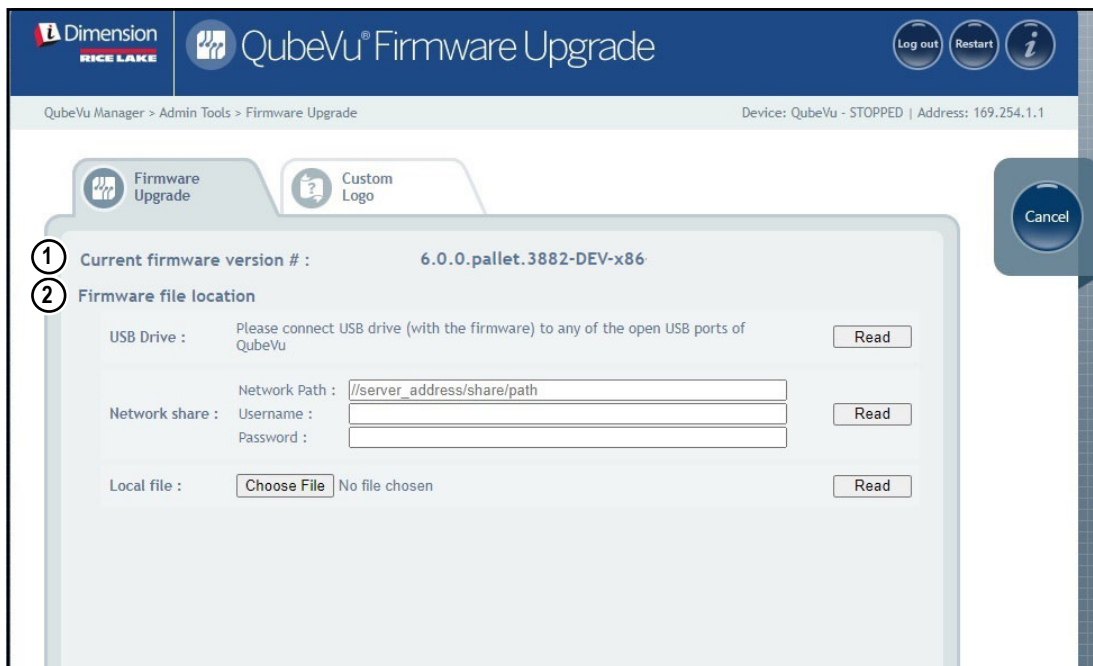 iDimension
RICE LAKE
QubeVu® Firmware Upgrade
Log out
Restart
i
QubeVu Manager > Admin Tools > Firmware Upgrade
Device: QubeVu - STOPPED | Address: 169.254.1.1
Firmware
Upgrade
Custom
Logo
Cancel
1 Current firmware version # : 6.0.0.pallet.3882-DEV-x86
2 Firmware file location
USB Drive : Please connect USB drive (with the firmware) to any of the open USB ports of
QubeVu
Read
Network Path : //server_address/share/path
Network share : Username :
Read
Password :
Local file : Choose File No file chosen
Read